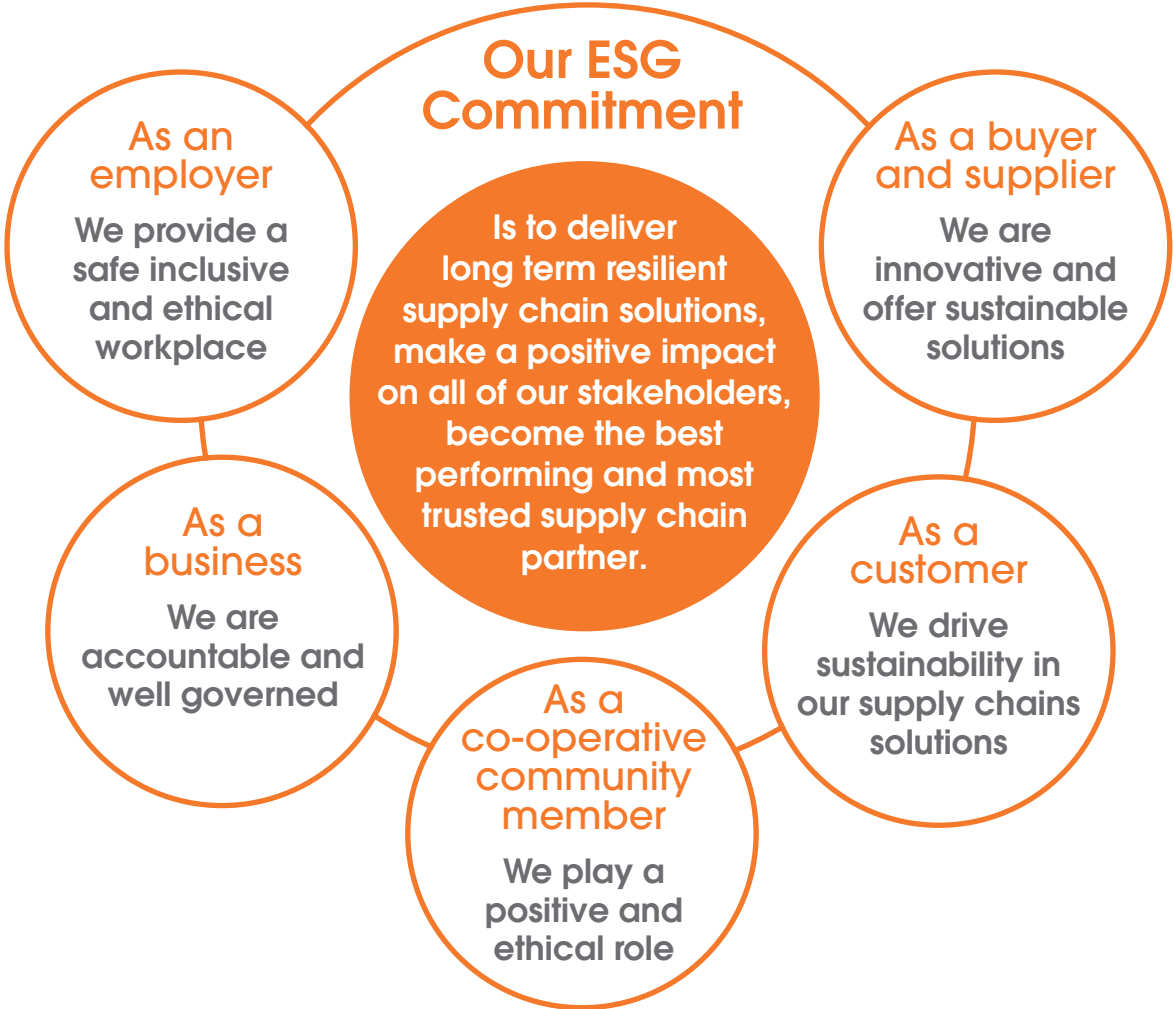 Our ESG
Commitment
Is to deliver
long term resilient
supply chain solutions,
make a positive impact
on all of our stakeholders,
become the best
performing and most
trusted supply chain
partner.
As an
employer
We provide a
safe inclusive
and ethical
workplace
As a buyer
and supplier
We are
innovative and
offer sustainable
solutions
As a
business
We are
accountable and
well governed
As a
customer
We drive
sustainability in
our supply chains
solutions
As a
co-operative
community
member
We play a
positive and
ethical role